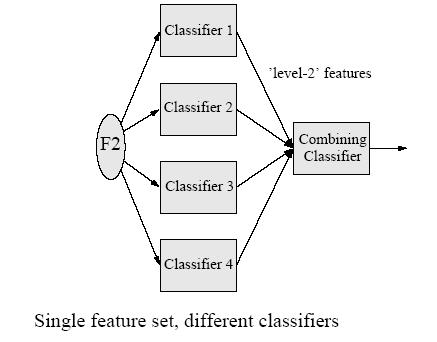 Classifier 1
'level-2' features
Classifier 2
F2
Combining
Classifier
Classifier 3
Classifier 4
Single feature set, different classifiers